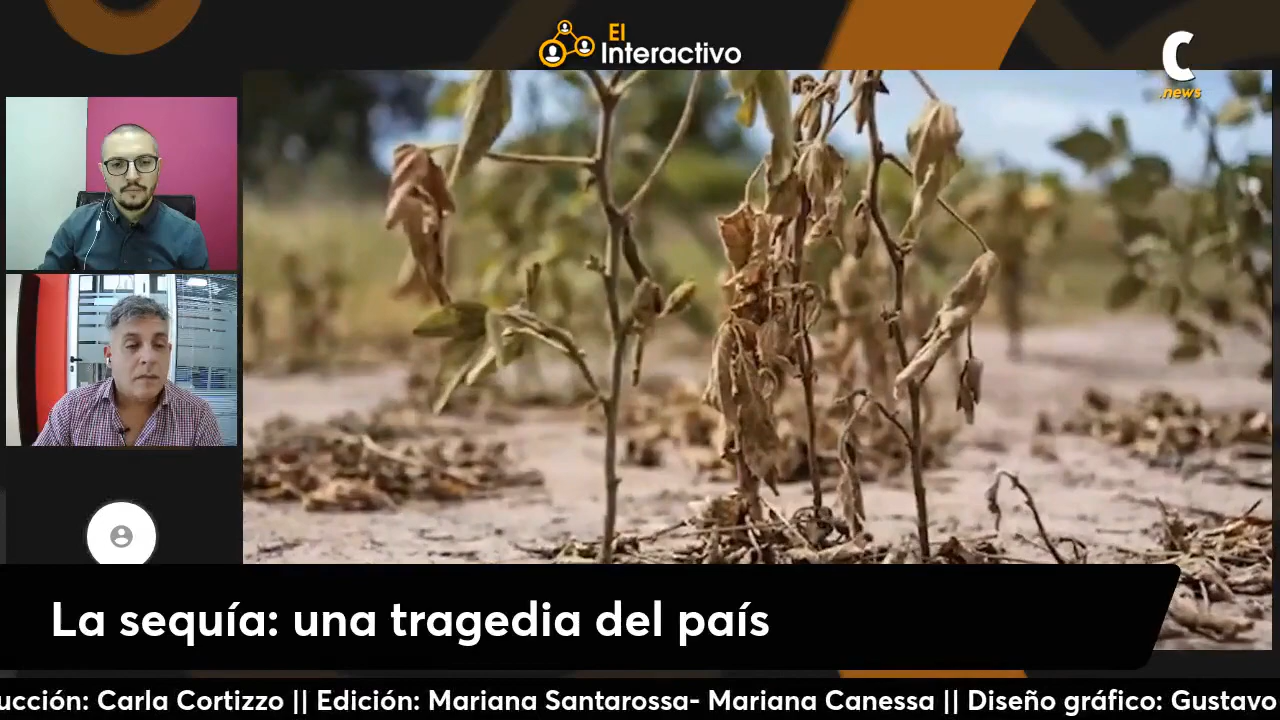 El
Interactivo
C
.news
La sequía: una tragedia del país
ucción: Carla Cortizzo || Edición: Mariana Santarossa- Mariana Canessa || Diseño gráfico: Gustavo